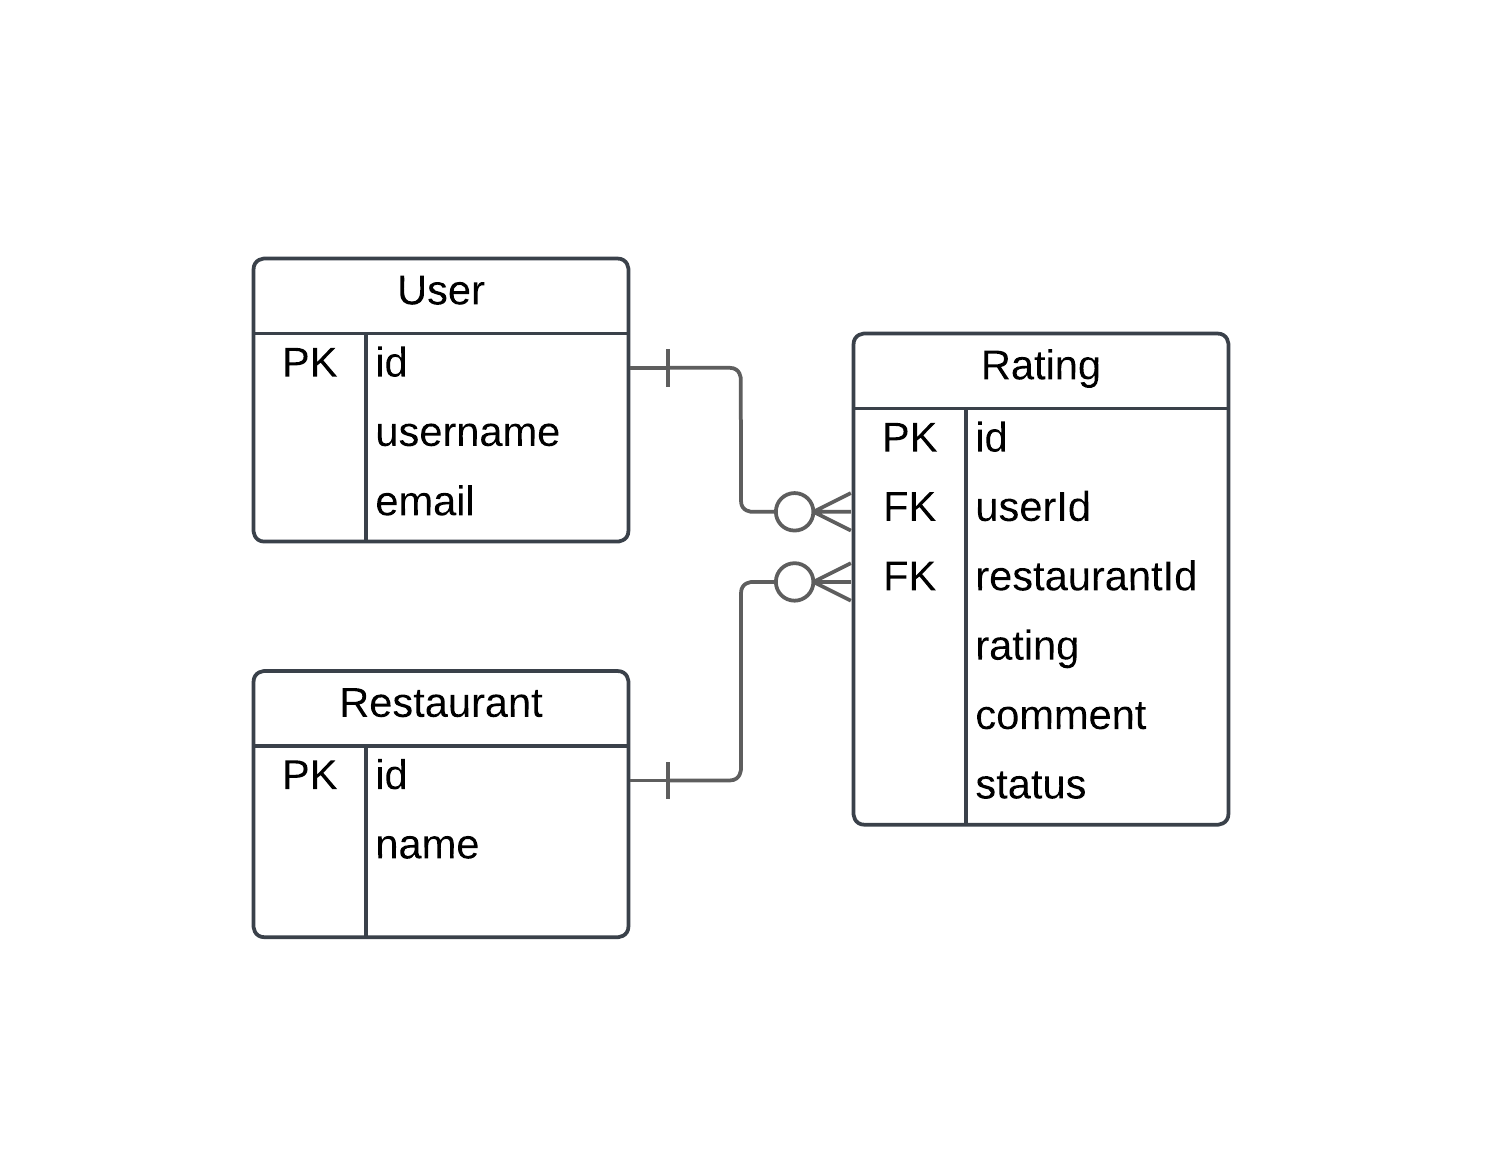 User
PK id
username
email
Restaurant
PK id
name
Rating
PK id
FK userId
FK restaurantId
rating
comment
status